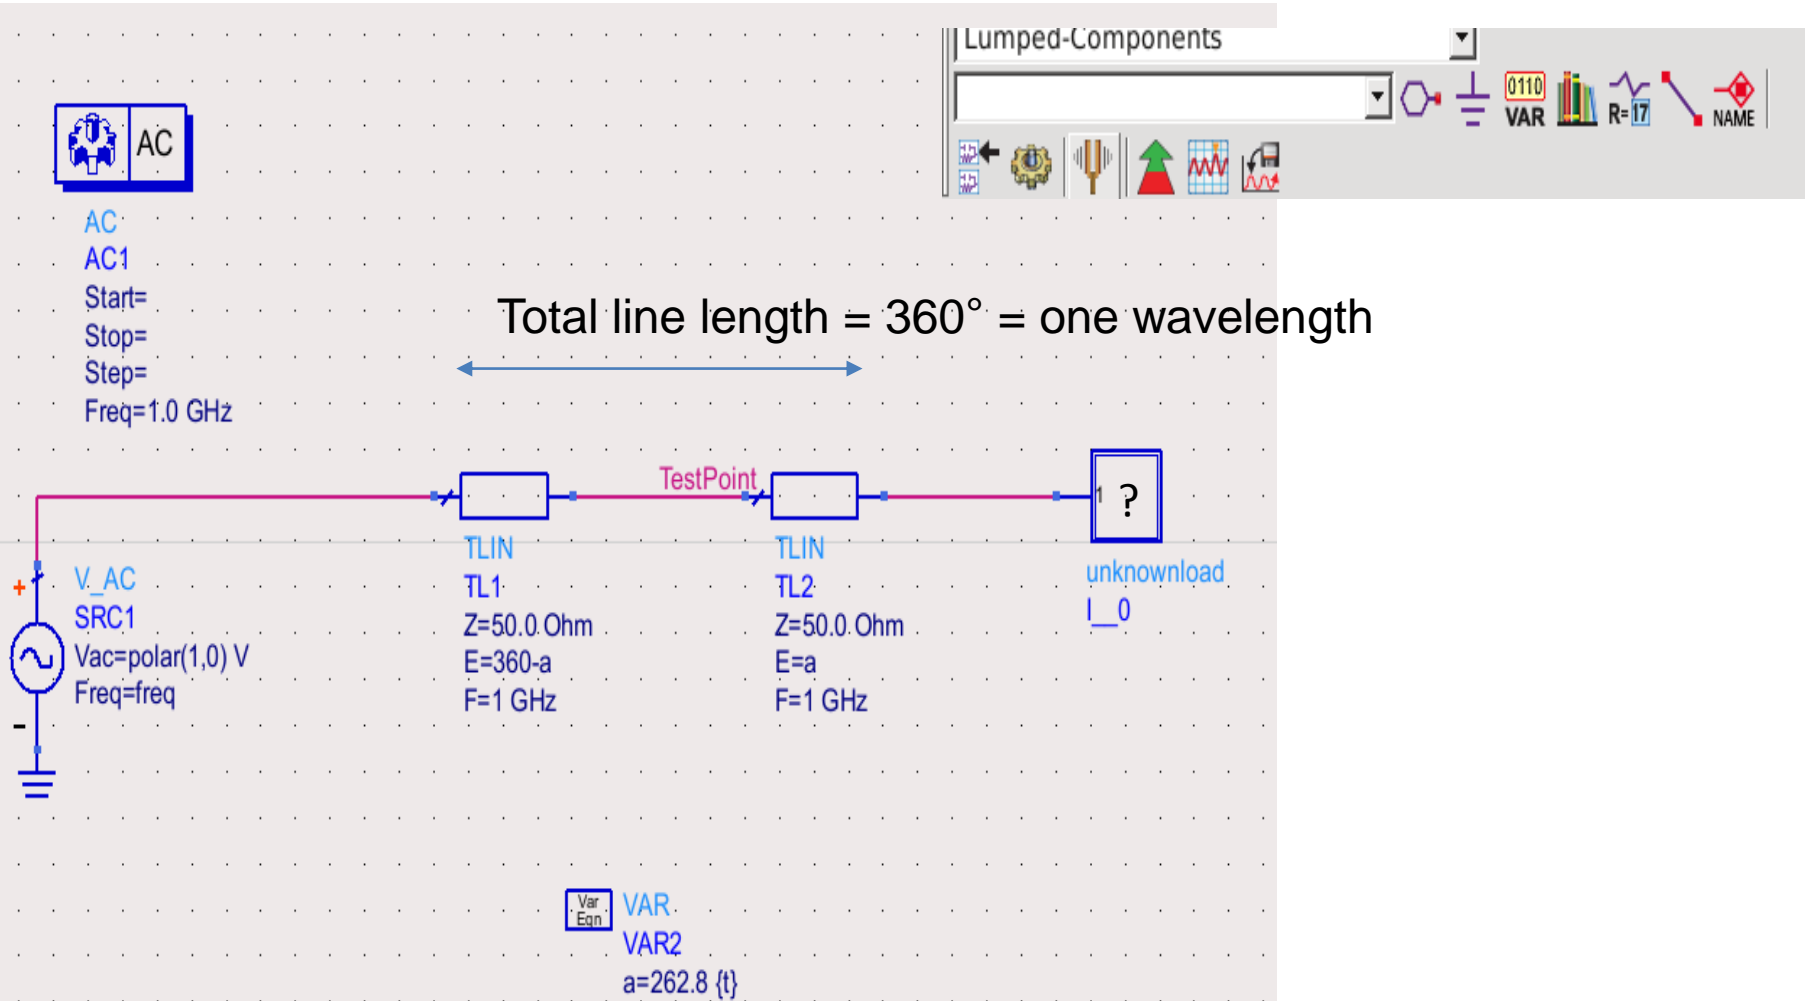 Lumped-Components
0110
VAR
R=17
NAME
AC
AC
AC1
Start=
Stop=
Step=
Freq=1.0 GHz
Total line length = 360° = one wavelength
TestPoint
1 ?
TLIN
TL1
Z=50.0 Ohm
E=360-a
F=1 GHz
TLIN
TL2
Z=50.0 Ohm
E=a
F=1 GHz
unknownload
I__0
+
V_AC
SRC1
Vac=polar(1,0) V
Freq=freq
-
Var
Eqn
VAR
VAR2
a=262.8 {t}